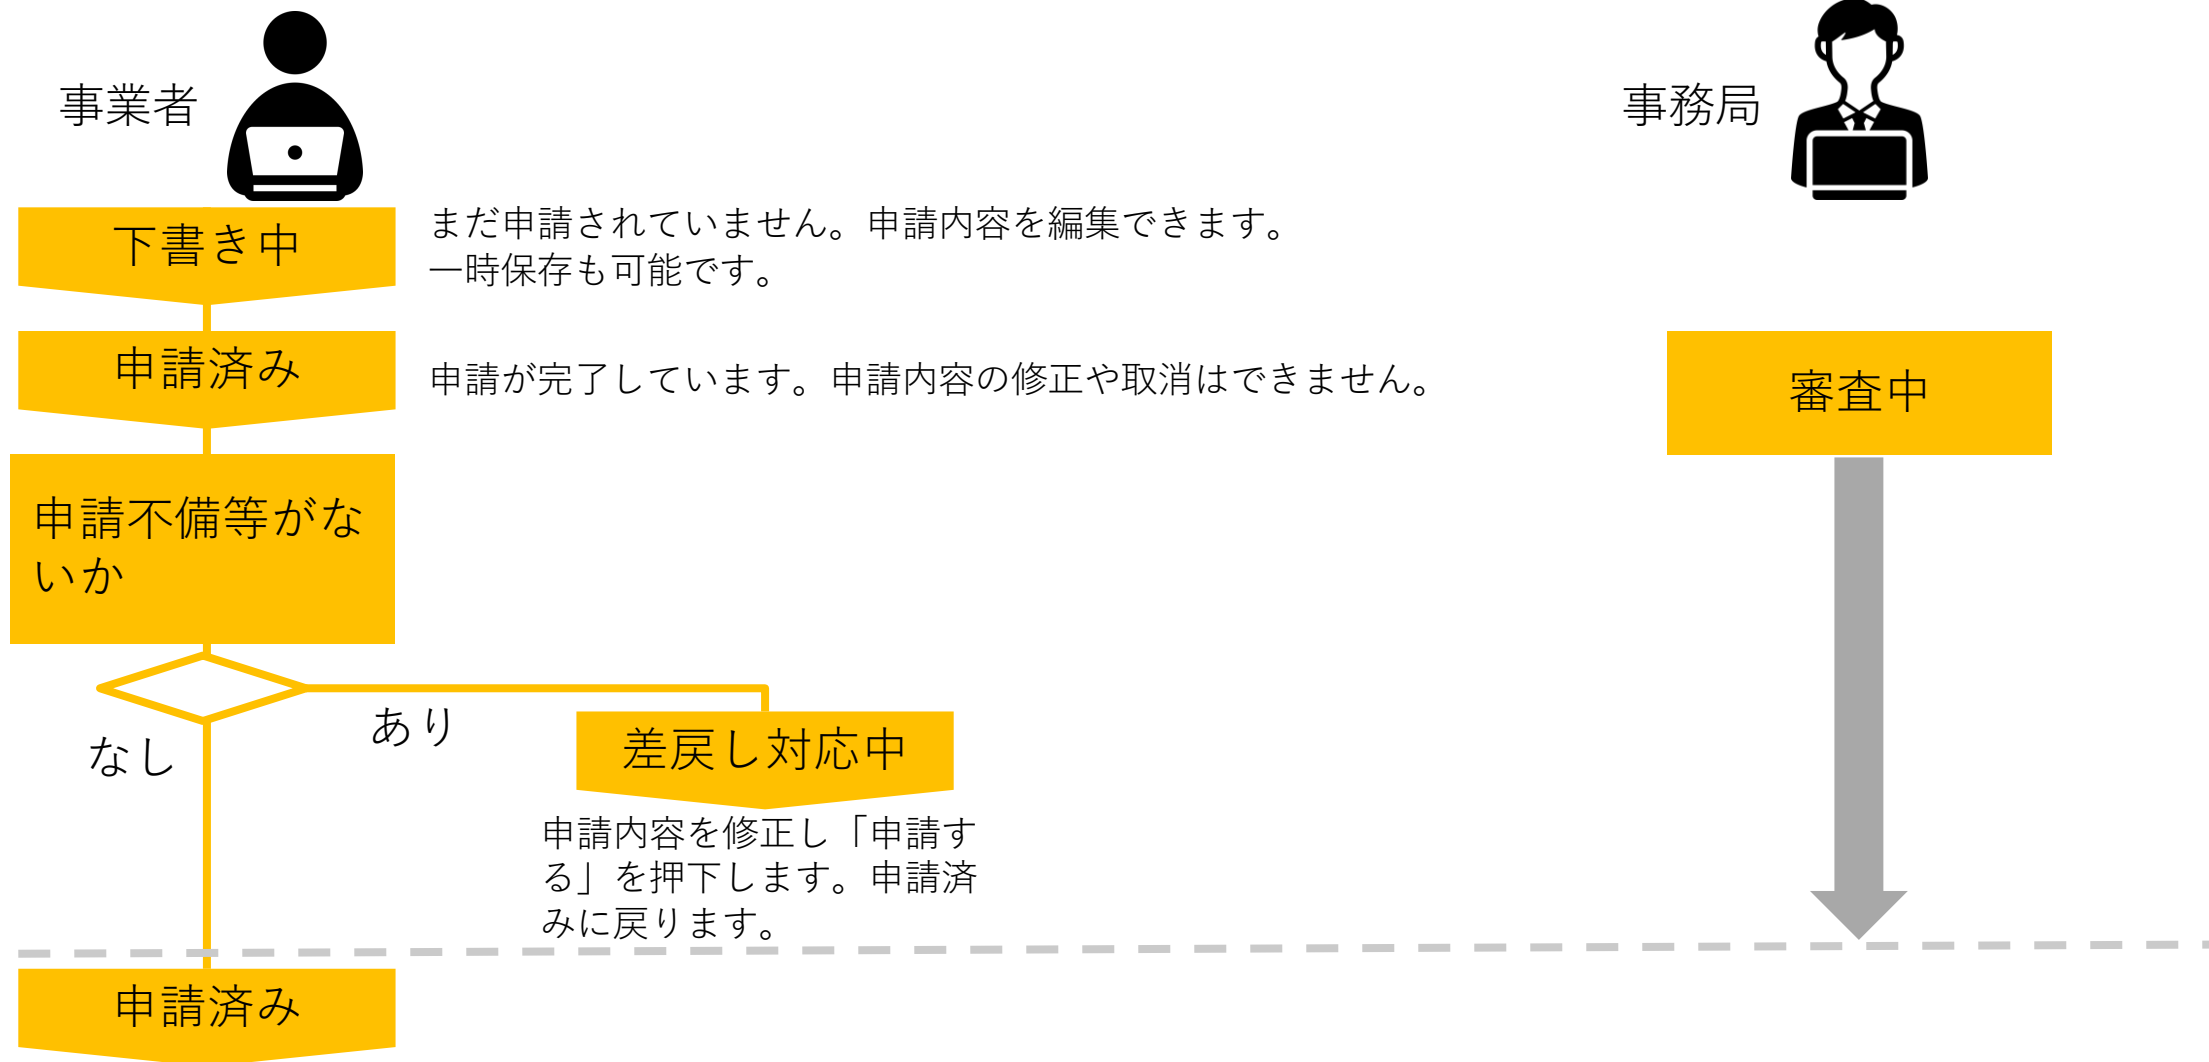 事業者
事務局
下書き中
まだ申請されていません。申請内容を編集できます。
一時保存も可能です。
申請済み
申請が完了しています。申請内容の修正や取消はできません。
審査中
申請不備等がな
いか
あり
なし
差戻し対応中
申請内容を修正し「申請す
る」を押下します。申請済
みに戻ります。
申請済み